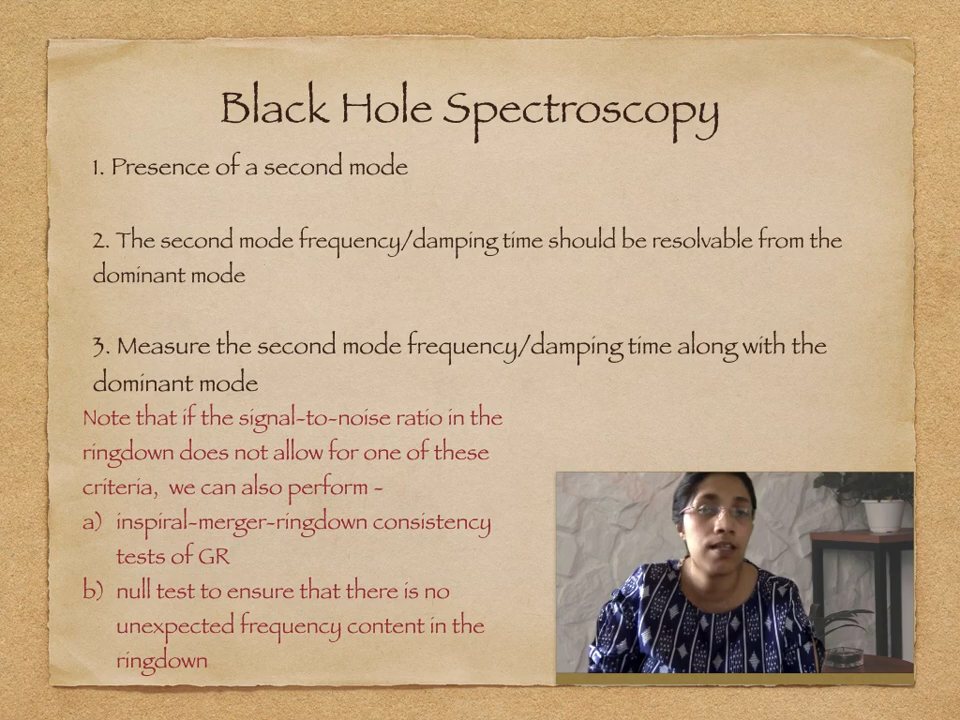 Black Hole Spectroscopy
1. Presence of a second mode
2. The second mode frequency/damping time should be resolvable from the
dominant mode
3. Measure the second mode frequency/damping time along with the
dominant mode
Note that if the signal-to-noise ratio in the
ringdown does not allow for one of these
criteria, we can also perform -
a) inspiral-merger-ringdown consistency
tests of GR
b) null test to ensure that there is no
unexpected frequency content in the
ringdown